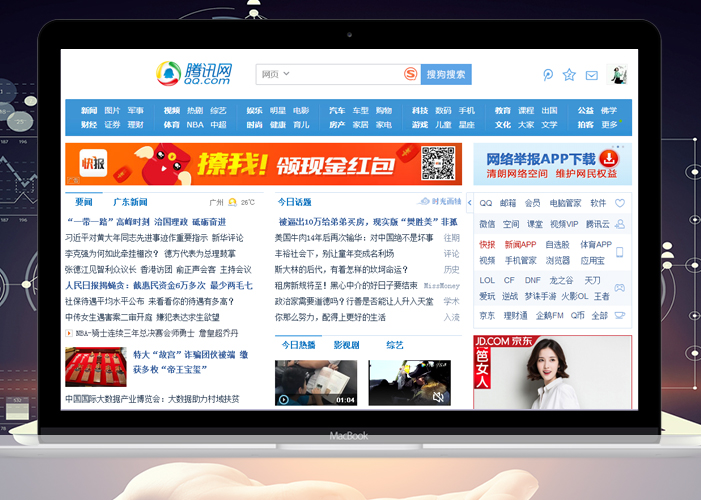 腾讯网
QQ.com
网页
搜狗搜索
新闻 图片 军事 视频 热剧 综艺 娱乐 明星 电影 汽车 车型 购物 科技 数码 手机 教育 课程 出国 公益 佛学
财经 证券 理财 体育 NBA 中超 时尚 健康 育儿 房产 家居 家电 游戏 儿童 星座 文化 大家 文学 拍客 更多
快报
撩我! 领现金红包
网络举报APP下载
清朗网络空间 维护网民权益
要闻 广东新闻 广州 26℃
“一带一路”高峰时刻 洽国理政 砥砺奋进
习近平对黄大年同志先进事迹作重要指示 新华评论
李克强为何如此牵挂播改? 德方代表为总理鼓掌
张德江见智利众议长 香港访团 俞正声会客 主持会议
人民日报揭骗贷：截惠民资金6万多次 最少两毛七
社保待遇平均水平公布 来看看你的待遇有多高?
中传女生遇害案二审开庭 嫌犯表达求生欲望
NBA-骑士连续三年总决赛会师勇士 詹皇超乔丹
特大“故宫”诈骗团伙被端 缴
获多枚“帝王宝玺”
中国国际大数据产业博览会：大数据助力村域扶贫
今日话题
被逼出10万给弟弟买房，现实版“樊胜美”非孤
美国牛肉14年后再次输华：对中国绝不是坏事 往期
丰裕社会下，别让童年变成名利场 评论
斯大林的后代，有着怎样的坎坷命运? 历史
租房新规将至！黑心中介的好日子要结束 MissMoney
政治家需要道德吗？行善是否能让人升入天堂 学术
你那么努力，配得上更好的生活 入流
今日热播 影视剧 综艺
01:04
QQ 邮箱 会员 电脑管家 软件
微信 空间 课堂 视频VIP 腾讯云
快报 新闻APP 自选股 体育APP
视频 手机管家 浏览器 应用宝
LOL CF DNF 龙之谷 天刀
爱玩 逆战 梦诛手游 火影OL 王者
京东 理财通 企鹅FM Q币 全部
JD.COM 京东
笆
女
人
MacBook